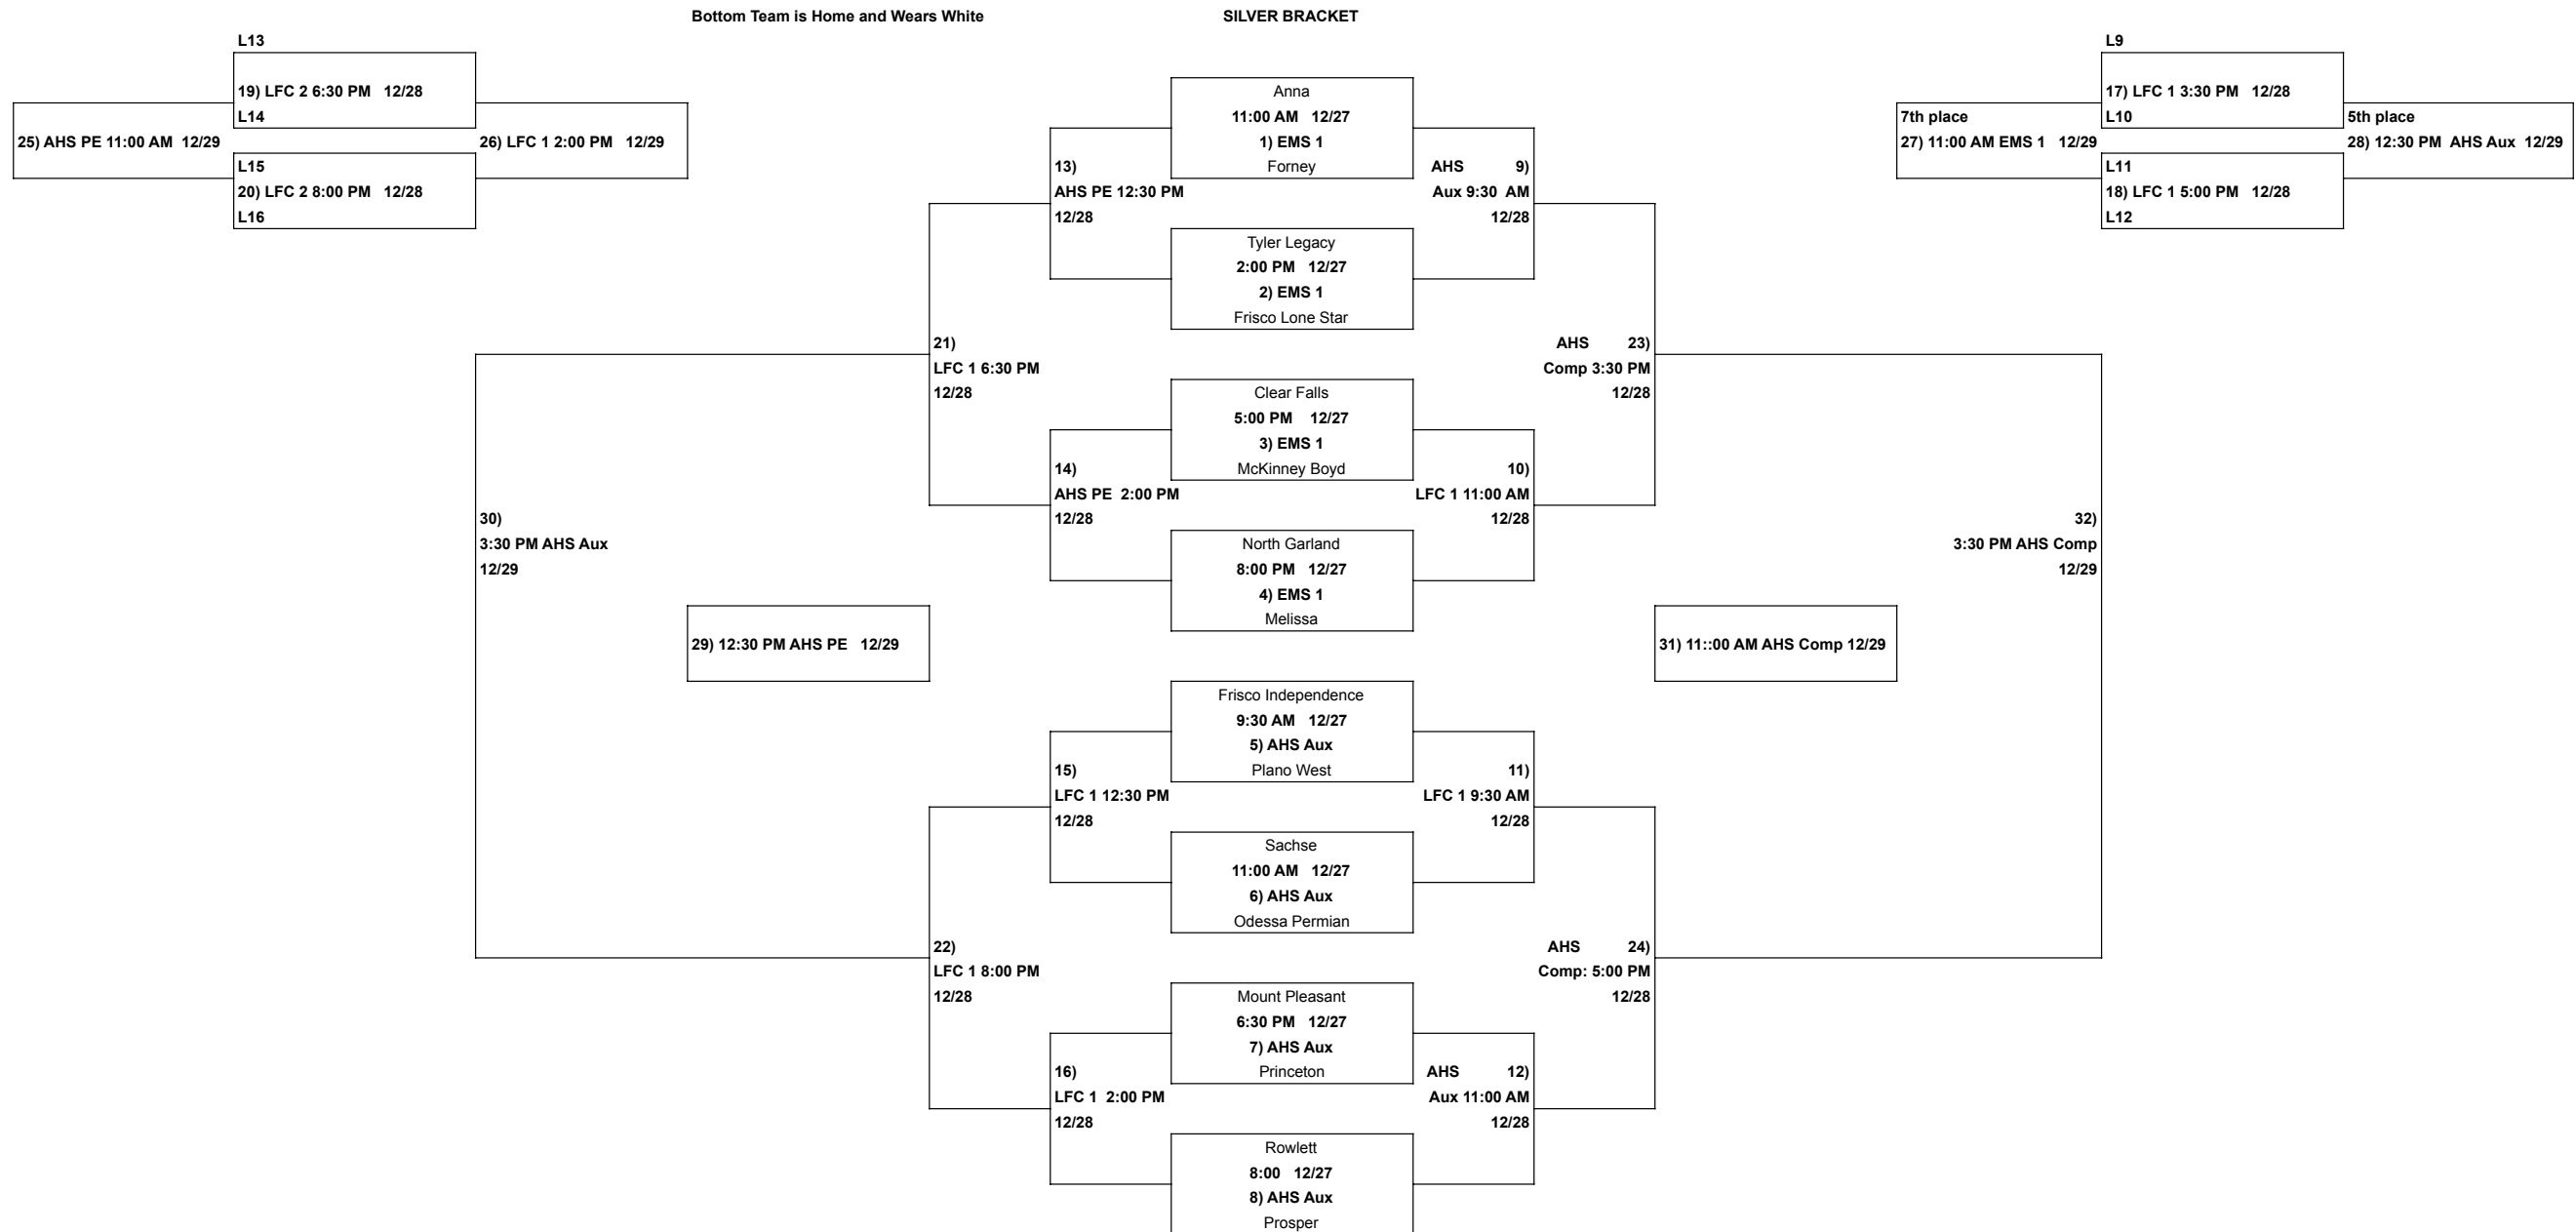 Bottom Team is Home and Wears White
SILVER BRACKET
L13
19) LFC 2 6:30 PM 12/28
L14
25) AHS PE 11:00 AM 12/29
26) LFC 1 2:00 PM 12/29
L15
20) LFC 2 8:00 PM 12/28
L16
L9
17) LFC 1 3:30 PM 12/28
L10
7th place
27) 11:00 AM EMS 1 12/29
5th place
28) 12:30 PM AHS Aux 12/29
L11
18) LFC 1 5:00 PM 12/28
L12
Anna
11:00 AM 12/27
1) EMS 1
Forney
13)
AHS PE 12:30 PM
12/28
AHS 9)
Aux 9:30 AM
12/28
Tyler Legacy
2:00 PM 12/27
2) EMS 1
Frisco Lone Star
21)
LFC 1 6:30 PM
12/28
AHS 23)
Comp 3:30 PM
12/28
Clear Falls
5:00 PM 12/27
3) EMS 1
McKinney Boyd
14)
AHS PE 2:00 PM
12/28
10)
LFC 1 11:00 AM
12/28
North Garland
8:00 PM 12/27
4) EMS 1
Melissa
30)
3:30 PM AHS Aux
12/29
32)
3:30 PM AHS Comp
12/29
29) 12:30 PM AHS PE 12/29
31) 11::00 AM AHS Comp 12/29
Frisco Independence
9:30 AM 12/27
5) AHS Aux
Plano West
15)
LFC 1 12:30 PM
12/28
11)
LFC 1 9:30 AM
12/28
Sachse
11:00 AM 12/27
6) AHS Aux
Odessa Permian
22)
LFC 1 8:00 PM
12/28
AHS 24)
Comp: 5:00 PM
12/28
Mount Pleasant
6:30 PM 12/27
7) AHS Aux
Princeton
16)
LFC 1 2:00 PM
12/28
AHS 12)
Aux 11:00 AM
12/28
Rowlett
8:00 12/27
8) AHS Aux
Prosper